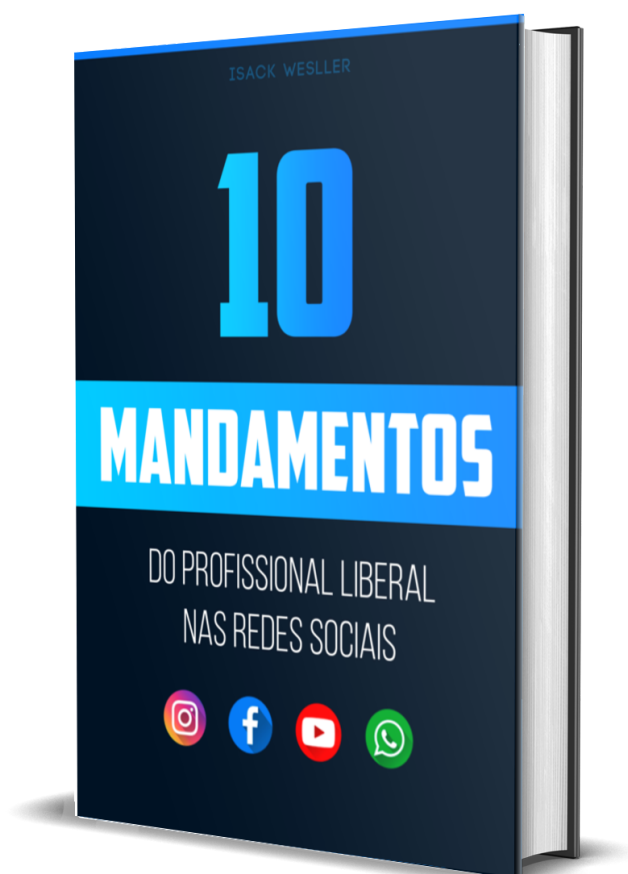 ISACK WESLLER
10
MANDAMENTOS
DO PROFISSIONAL LIBERAL
NAS REDES SOCIAIS